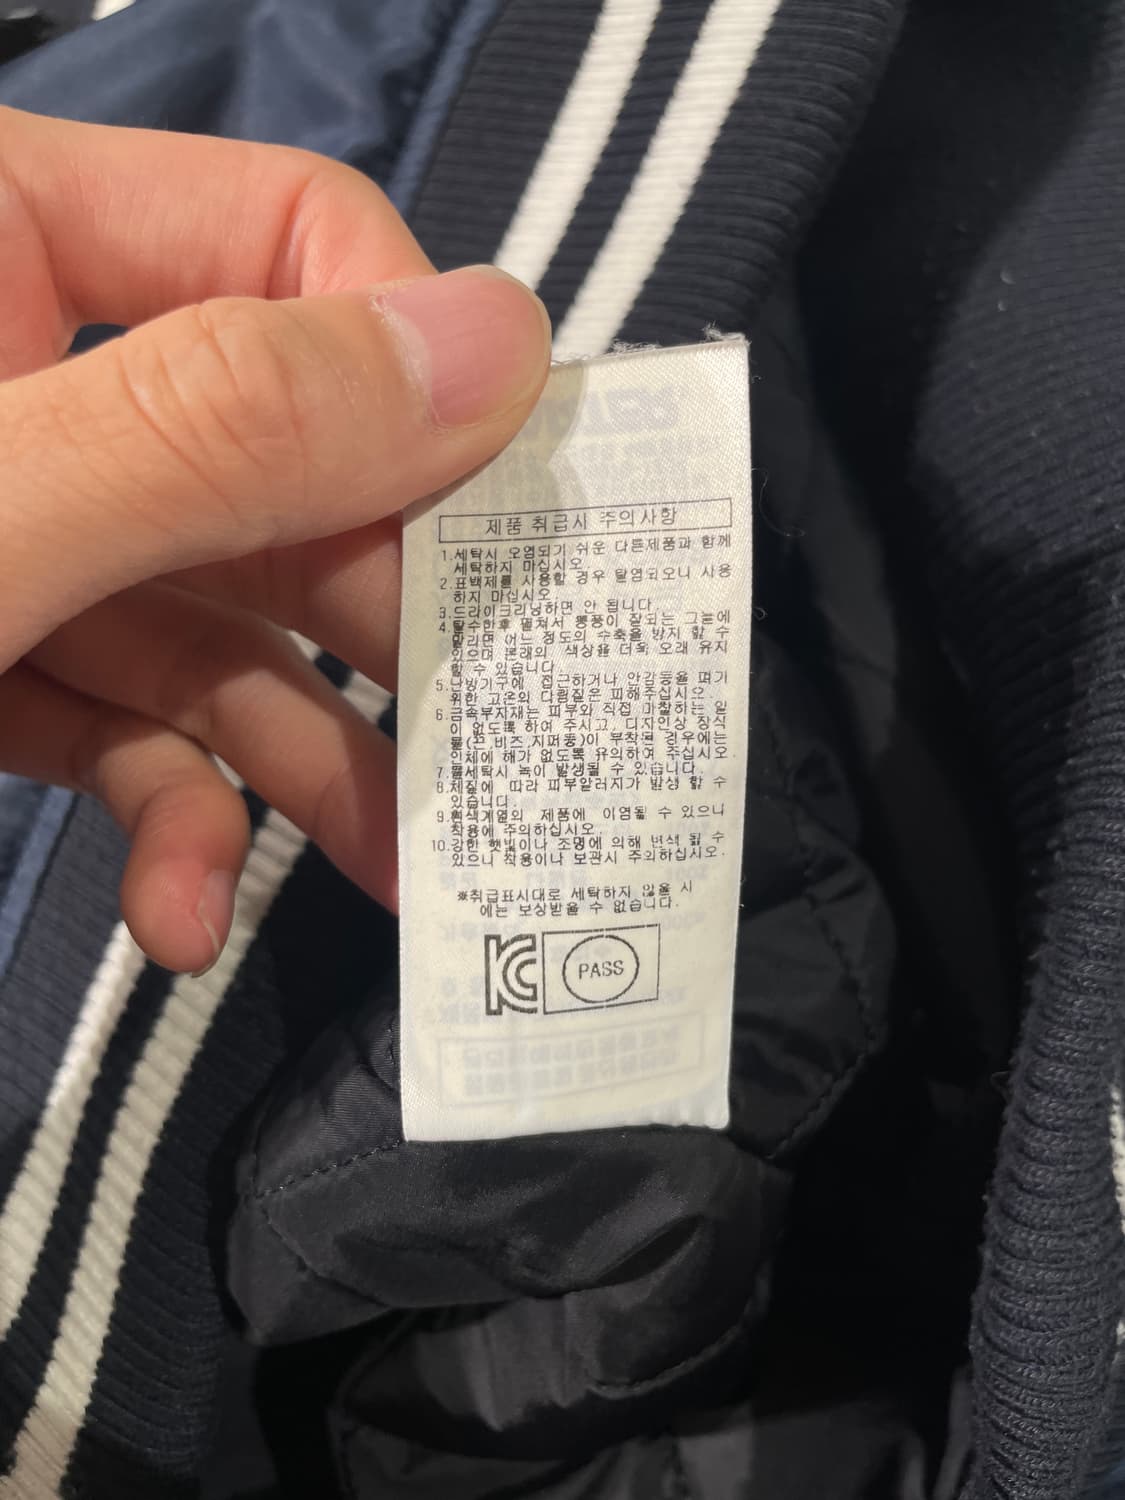 제품 취급시 주의사항
1.세탁시 오염되기 쉬운 다른제품과 함께
세탁하지 마십시오.
2.표백제를 사용할 경우 탈염되오니 사용
하지 마십시오.
3.드라이크리닝하면 안 됩니다.
4.탈수한후 펼쳐서 통풍이 잘되는 그늘에
말리면 어느 정도의 수축을 방지 할 수
있으며 본래의 색상을 더욱 오래 유지
할 수 있습니다.
5.난방기구에 접근하거나 안감등을 펴기
위한 고온의 다림질은 피해주십시오.
6.금속부자재는 피부와 직접 마찰하는 일
이 없도록 하여 주시고, 디자인상 장식
물(끈,비즈,지퍼등)이 부착된 경우에는
인체에 해가 없도록 유의하여 주십시오.
7.물세탁시 녹이 발생될 수 있습니다.
8.체질에 따라 피부알러지가 발생 할 수
있습니다.
9.흰색계열의 제품에 이염될 수 있으니
착용에 주의하십시오.
10.강한 햇빛이나 조명에 의해 변색 될 수
있으니 착용이나 보관시 주의하십시오.
※취급표시대로 세탁하지 않을 시
에는 보상받을 수 없습니다.
KC PASS